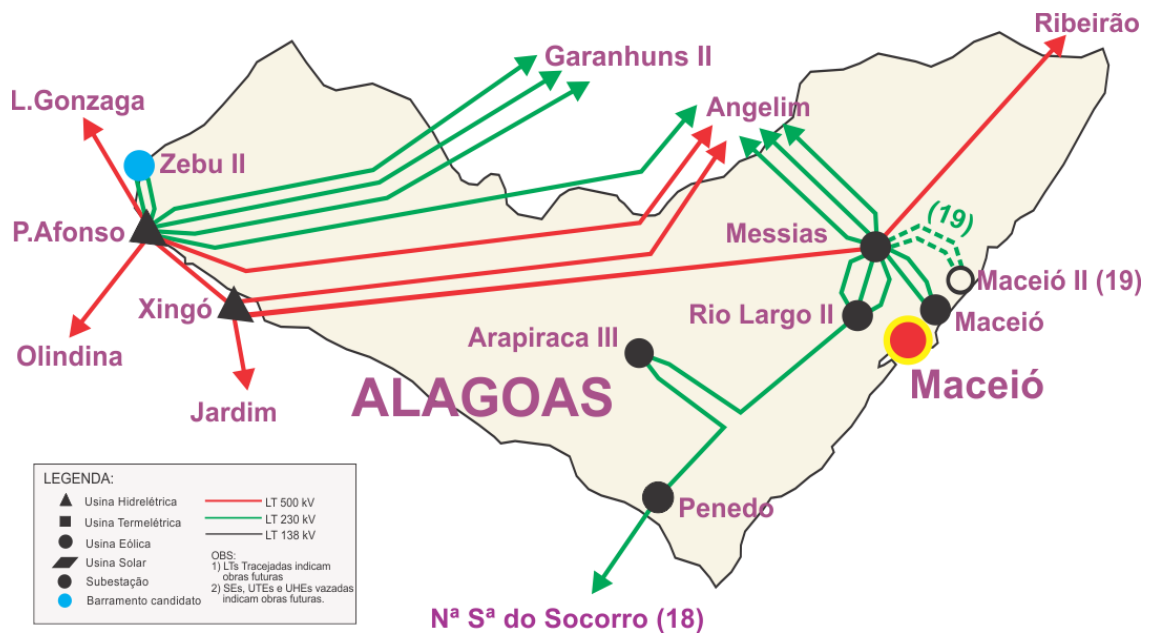 Ribeirão
Garanhuns II
L.Gonzaga
Angelim
Zebu II
(19)
P.Afonso
Messias
Maceió II (19)
Xingó
Rio Largo II
Maceió
Arapiraca III
Olindina
Maceió
ALAGOAS
Jardim
Penedo
Nª Sª do Socorro (18)
LEGENDA:
Usina Hidrelétrica
Usina Termelétrica
Usina Eólica
Usina Solar
Subestação
Barramento candidato
LT 500 kV
LT 230 kV
LT 138 kV
OBS:
1) LTs Tracejadas indicam
obras futuras
2) SEs, UTEs e UHEs vazadas
indicam obras futuras.